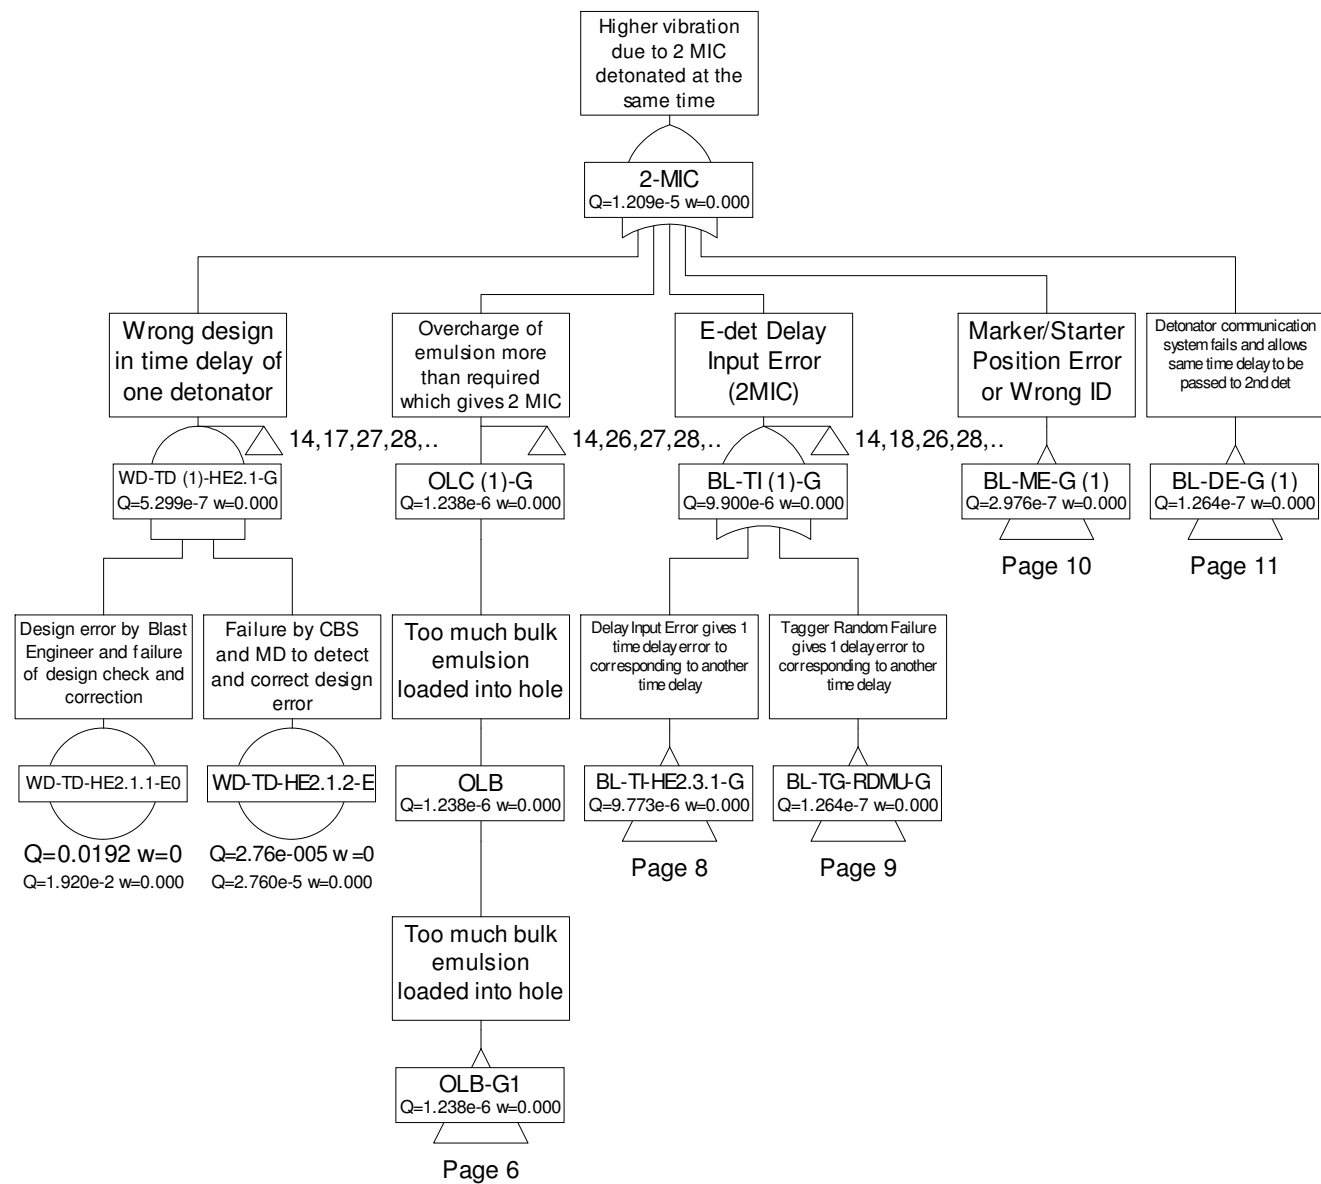 Higher vibration
due to 2 MIC
detonated at the
same time
2-MIC
Q=1.209e-5 w=0.000
Wrong design
in time delay of
one detonator
14,17,27,28,..
WD-TD (1)-HE2.1-G
Q=5.299e-7 w=0.000
Overcharge of
emulsion more
than required
which gives 2 MIC
14,26,27,28,..
OLC (1)-G
Q=1.238e-6 w=0.000
E-det Delay
Input Error
(2MIC)
14,18,26,28,..
BL-TI (1)-G
Q=9.900e-6 w=0.000
Marker/Starter
Position Error
or Wrong ID
BL-ME-G (1)
Q=2.976e-7 w=0.000
Page 10
Detonator communication
system fails and allows
same time delay to be
passed to 2nd det
BL-DE-G (1)
Q=1.264e-7 w=0.000
Page 11
Design error by Blast
Engineer and failure
of design check and
correction
WD-TD-HE2.1.1-E0
Q=0.0192 w=0
Q=1.920e-2 w=0.000
Failure by CBS
and MD to detect
and correct design
error
WD-TD-HE2.1.2-E
Q=2.76e-005 w=0
Q=2.760e-5 w=0.000
Too much bulk
emulsion
loaded into hole
OLB
Q=1.238e-6 w=0.000
Delay Input Error gives 1
time delay error to
corresponding to another
time delay
BL-TI-HE2.3.1-G
Q=9.773e-6 w=0.000
Page 8
Tagger Random Failure
gives 1 delay error to
corresponding to another
time delay
BL-TG-RDMU-G
Q=1.264e-7 w=0.000
Page 9
Too much bulk
emulsion
loaded into hole
OLB-G1
Q=1.238e-6 w=0.000
Page 6